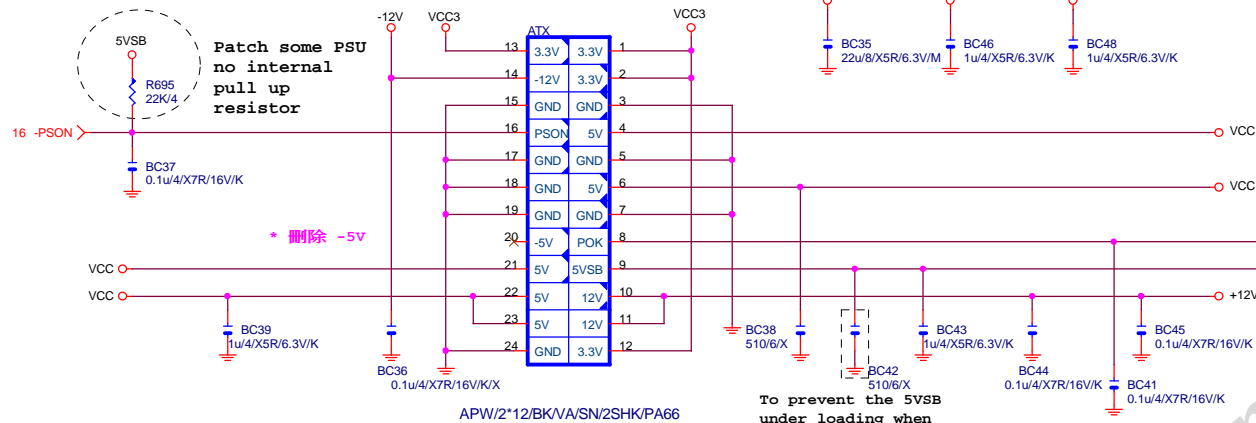 -12V
VCC3
VCC3
5VSB
R695
22K/4
Patch some PSU
no internal
pull up
resistor
BC35
22u/8/X5R/6.3V/M
BC46
1u/4/X5R/6.3V/K
BC48
1u/4/X5R/6.3V/K
16 -PSON
BC37
0.1u/4/X7R/16V/K
* 刪除 -5V
ATX
13 3.3V 3.3V 1
14 -12V 3.3V 2
15 GND GND 3
16 PSON 5V 4
17 GND GND 5
18 GND 5V 6
19 GND GND 7
20 -5V POK 8
21 5V 5VSB 9
22 5V 12V 10
23 5V 12V 11
24 GND 3.3V 12
VCC
VCC
VCC
VCC
+12V
BC39
1u/4/X5R/6.3V/K
BC36
0.1u/4/X7R/16V/K/X
BC38
510/6/X
BC42
510/6/X
BC43
1u/4/X5R/6.3V/K
BC44
0.1u/4/X7R/16V/K
BC45
0.1u/4/X7R/16V/K
BC41
0.1u/4/X7R/16V/K
APW/2*12/BK/VA/SN/2SHK/PA66
To prevent the 5VSB
under loading when